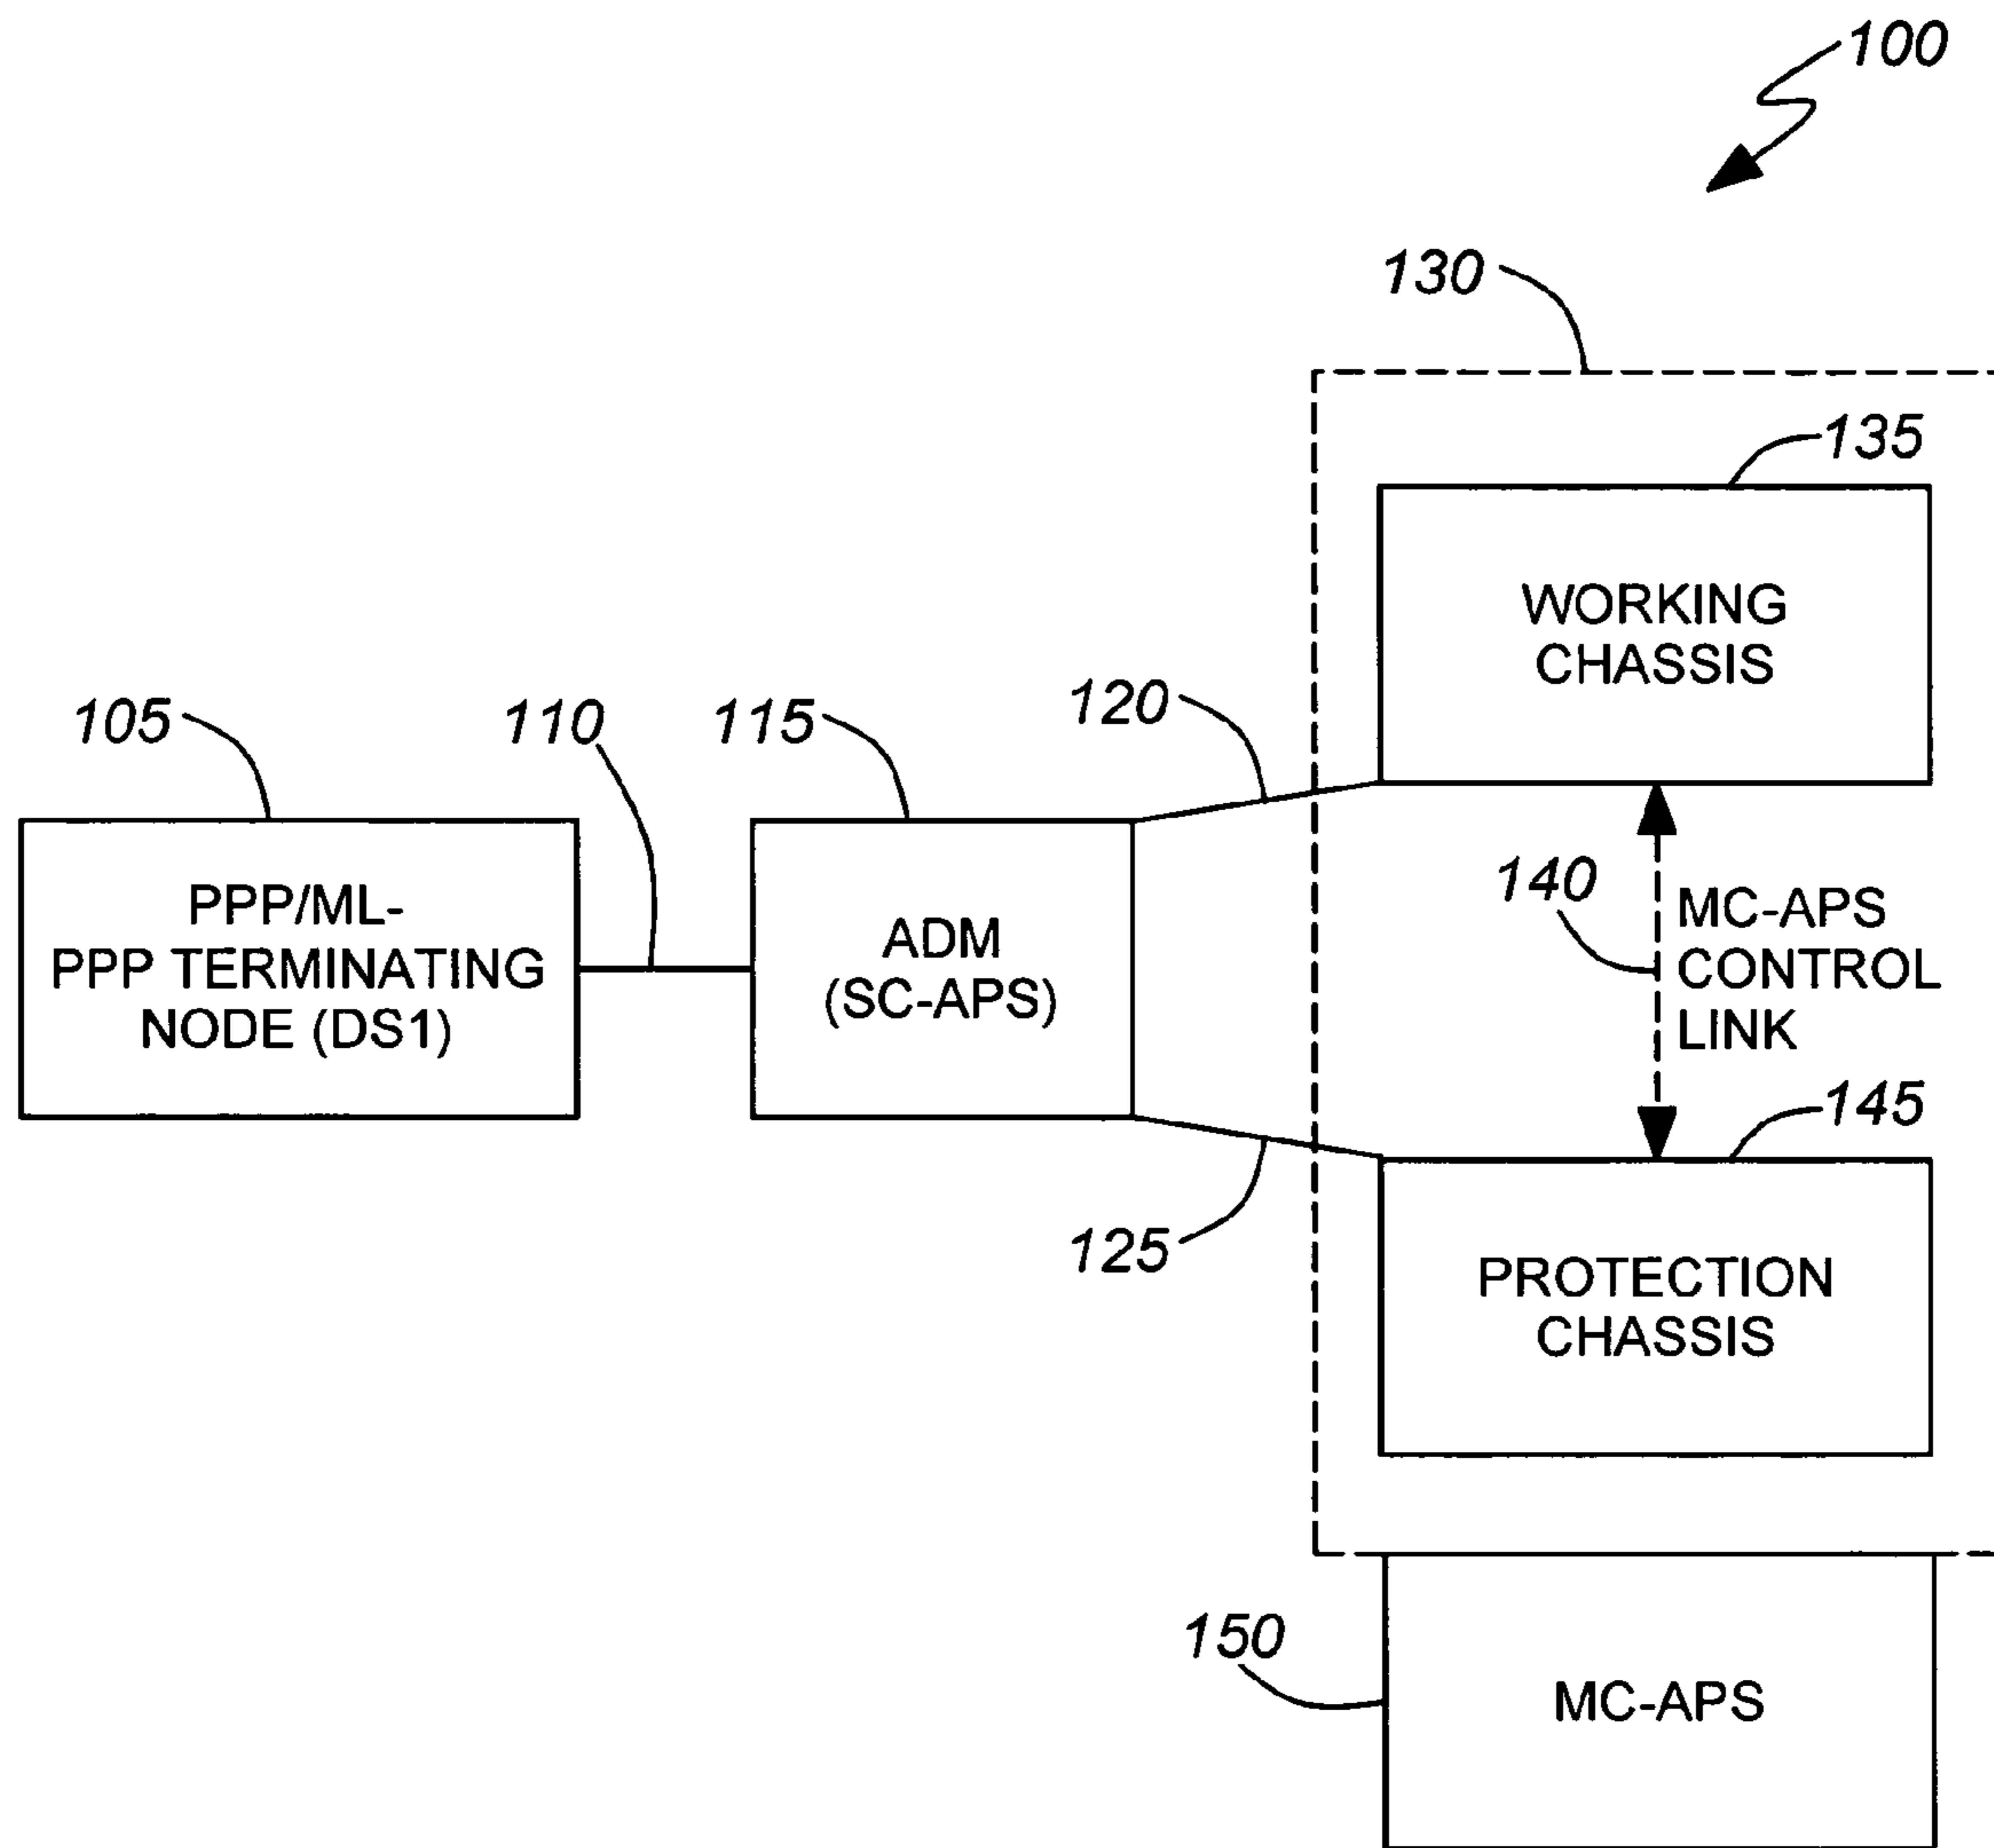 100
130
135
WORKING
CHASSIS
105
110
115
120
PPP/ML-
PPP TERMINATING
NODE (DS1)
ADM
(SC-APS)
140
MC-APS
CONTROL
LINK
125
145
PROTECTION
CHASSIS
150
MC-APS